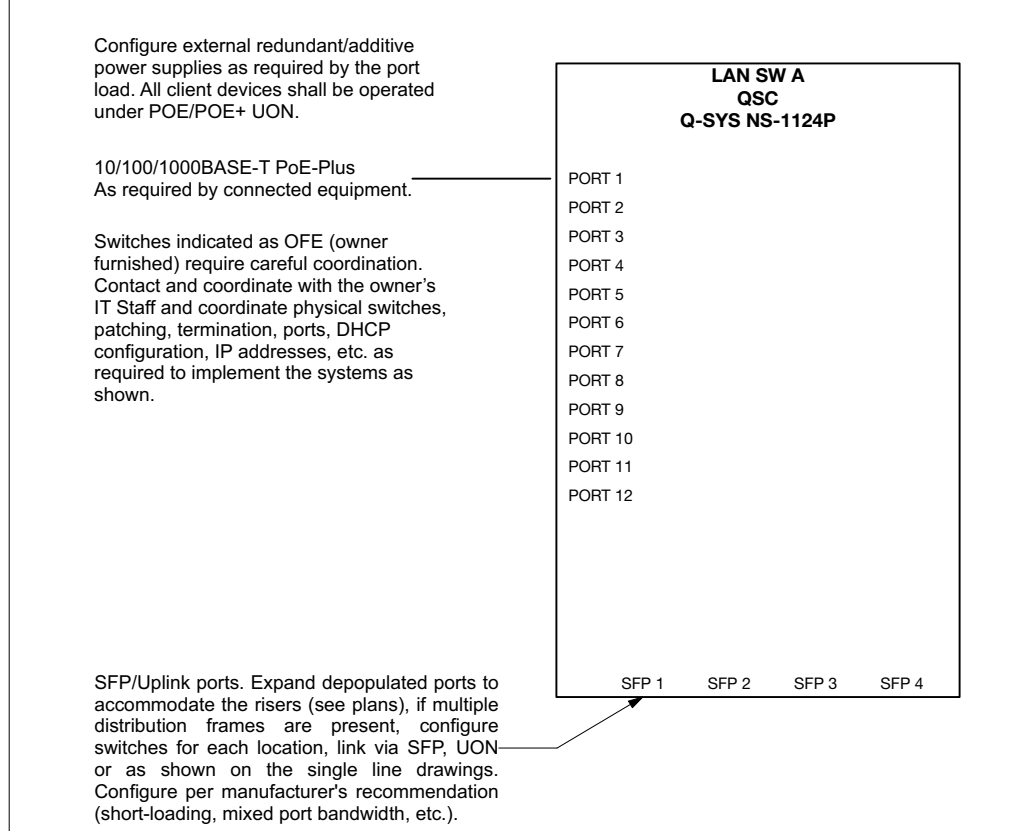 Configure external redundant/additive
power supplies as required by the port
load. All client devices shall be operated
under POE/POE+ UON.
10/100/1000BASE-T PoE-Plus
As required by connected equipment.
Switches indicated as OFE (owner
furnished) require careful coordination.
Contact and coordinate with the owner's
IT Staff and coordinate physical switches,
patching, termination, ports, DHCP
configuration, IP addresses, etc. as
required to implement the systems as
shown.
SFP/Uplink ports. Expand depopulated ports to
accommodate the risers (see plans), if multiple
distribution frames are present, configure
switches for each location, link via SFP, UON
or as shown on the single line drawings.
Configure per manufacturer's recommendation
(short-loading, mixed port bandwidth, etc.).
LAN SW A
QSC
Q-SYS NS-1124P
PORT 1
PORT 2
PORT 3
PORT 4
PORT 5
PORT 6
PORT 7
PORT 8
PORT 9
PORT 10
PORT 11
PORT 12
SFP 1 SFP 2 SFP 3 SFP 4